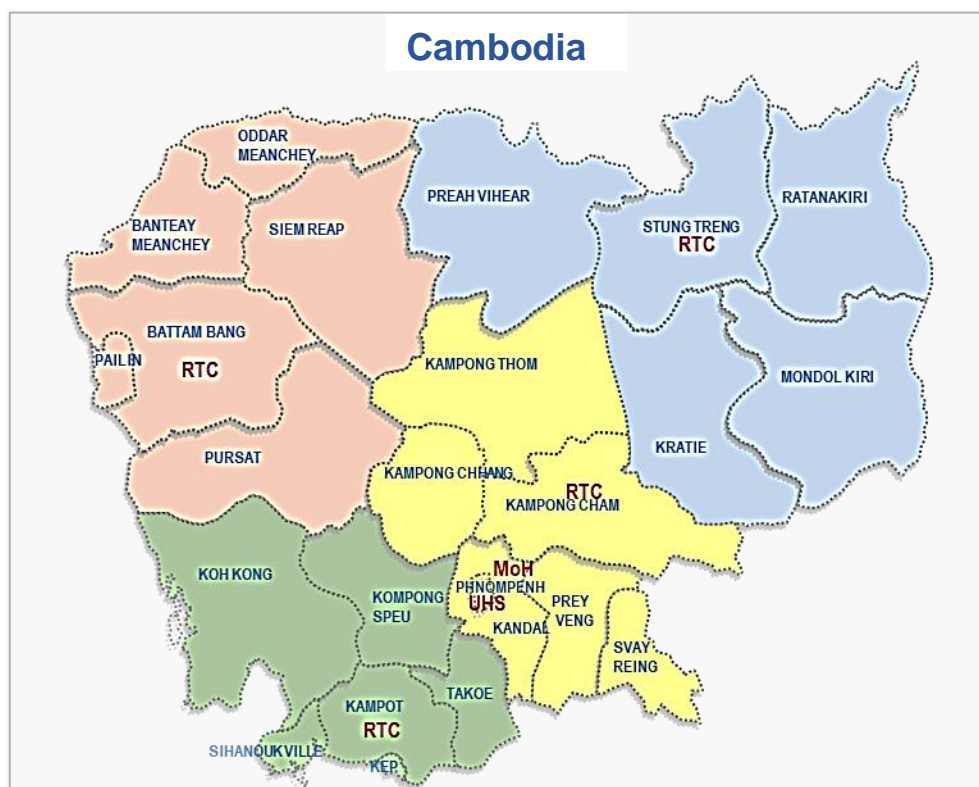 Cambodia
ODDAR
MEANCHEY
PREAH VIHEAR
RATANAKIRI
BANTEAY
MEANCHEY
SIEM REAP
STUNG TRENG
RTC
BATTAM BANG
PAILIN
RTC
KAMPONG THOM
MONDOL KIRI
PURSAT
KRATIE
KAMPONG CHHANG
RTC
KAMPONG CHAM
KOH KONG
KOMPONG
SPEU
MoH
PHNOMPENH
UHS
KANDAL
PREY
VENG
SVAY
REING
TAKOE
KAMPOT
RTC
SIHANOUKVILLE
KEP